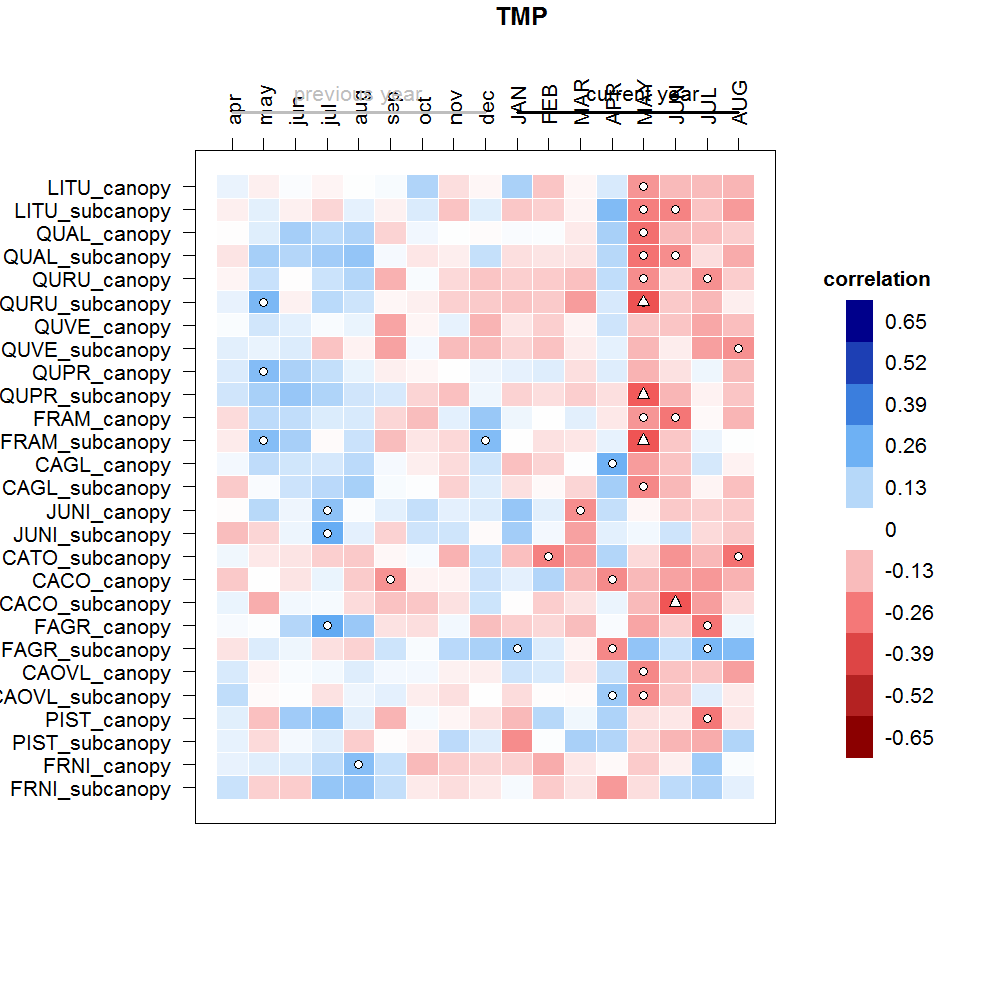 TMP
previous year
current year
apr
may
jun
jul
aug
sep
oct
nov
dec
JAN
FEB
MAR
APR
MAY
JUN
JUL
AUG
LITU_canopy
LITU_subcanopy
QUAL_canopy
QUAL_subcanopy
QURU_canopy
QURU_subcanopy
QUVE_canopy
QUVE_subcanopy
QUPR_canopy
QUPR_subcanopy
FRAM_canopy
FRAM_subcanopy
CAGL_canopy
CAGL_subcanopy
JUNI_canopy
JUNI_subcanopy
CATO_subcanopy
CACO_canopy
CACO_subcanopy
FAGR_canopy
FAGR_subcanopy
CAOVL_canopy
CAOVL_subcanopy
PIST_canopy
PIST_subcanopy
FRNI_canopy
FRNI_subcanopy
correlation
0.65
0.52
0.39
0.26
0.13
0
-0.13
-0.26
-0.39
-0.52
-0.65